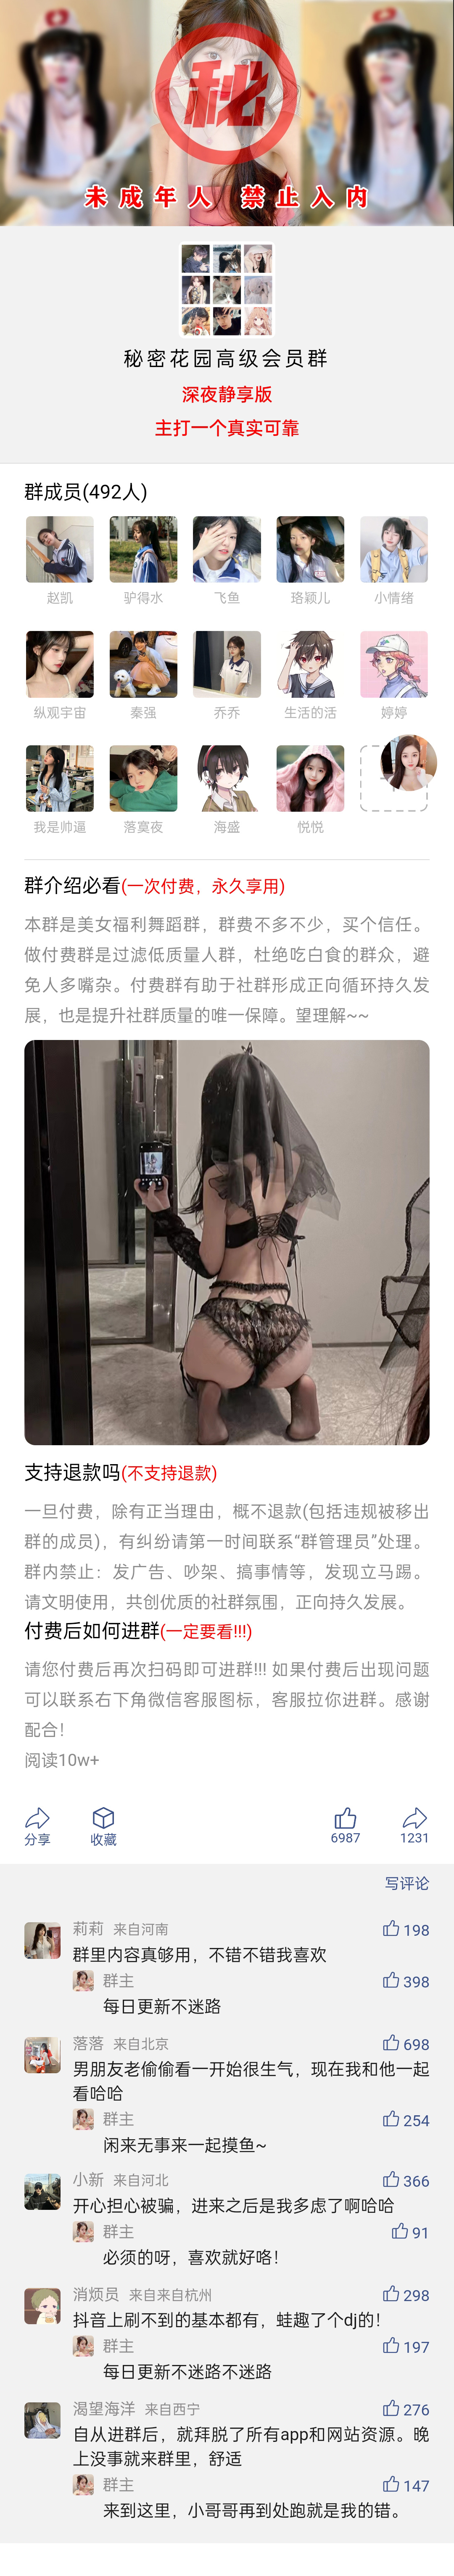 秘
未成年人 禁止入内
秘密花园高级会员群
深夜静享版
主打一个真实可靠
群成员(492人)
赵凯 驴得水 飞鱼 珞颖儿 小情绪
纵观宇宙 秦强 乔乔 生活的活 婷婷
我是帅逼 落寞夜 海盛 悦悦
群介绍必看(一次付费，永久享用)
本群是美女福利舞蹈群，群费不多不少，买个信任。
做付费群是过滤低质量人群，杜绝吃白食的群众，避
免人多嘴杂。付费群有助于社群形成正向循环持久发
展，也是提升社群质量的唯一保障。望理解~~
支持退款吗(不支持退款)
一旦付费，除有正当理由，概不退款(包括违规被移出
群的成员)，有纠纷请第一时间联系“群管理员”处理。
群内禁止：发广告、吵架、搞事情等，发现立马踢。
请文明使用，共创优质的社群氛围，正向持久发展。
付费后如何进群(一定要看!!!)
请您付费后再次扫码即可进群!!! 如果付费后出现问题
可以联系右下角微信客服图标，客服拉你进群。感谢
配合！
阅读10w+
分享 收藏 6987 1231
写评论
莉莉 来自河南 198
群里内容真够用，不错不错我喜欢
群主 398
每日更新不迷路
落落 来自北京 698
男朋友老偷偷看一开始很生气，现在我和他一起
看哈哈
群主 254
闲来无事来一起摸鱼~
小新 来自河北 366
开心担心被骗，进来之后是我多虑了啊哈哈
群主 91
必须的呀，喜欢就好咯！
消烦员 来自来自杭州 298
抖音上刷不到的基本都有，蛙趣了个dj的！
群主 197
每日更新不迷路不迷路
渴望海洋 来自西宁 276
自从进群后，就拜脱了所有app和网站资源。晚
上没事就来群里，舒适
群主 147
来到这里，小哥哥再到处跑就是我的错。